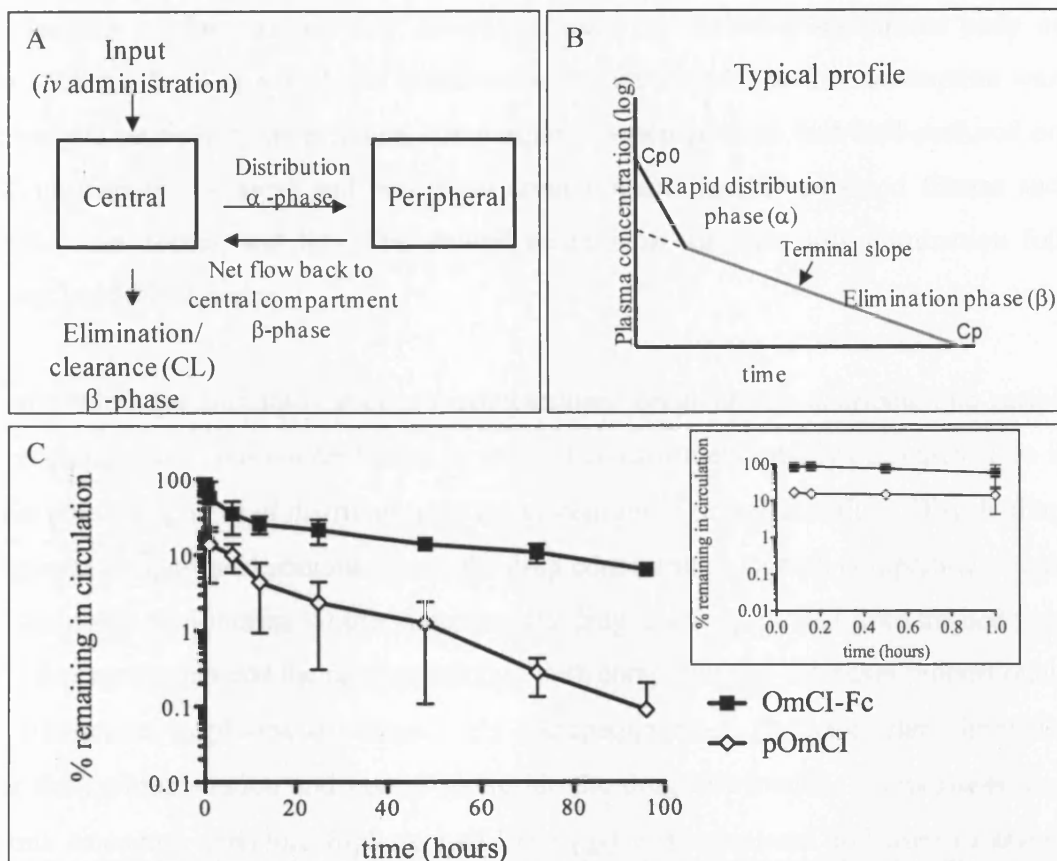 A
Input
(iv administration)
Central
Distribution
α -phase
Peripheral
Net flow back to
central compartment
β-phase
Elimination/
clearance (CL)
β -phase
B
Typical profile
Plasma concentration (log)
Cp0
Rapid distribution
phase (α)
Terminal slope
Elimination phase (β)
Cp
time
C
% remaining in circulation
100
10
1
0.1
0.01
0
20
40
60
80
100
time (hours)
% remaining in circulation
100
10
1
0.1
0.01
0.0
0.2
0.4
0.6
0.8
1.0
time (hours)
OmCI-Fc
pOmCI